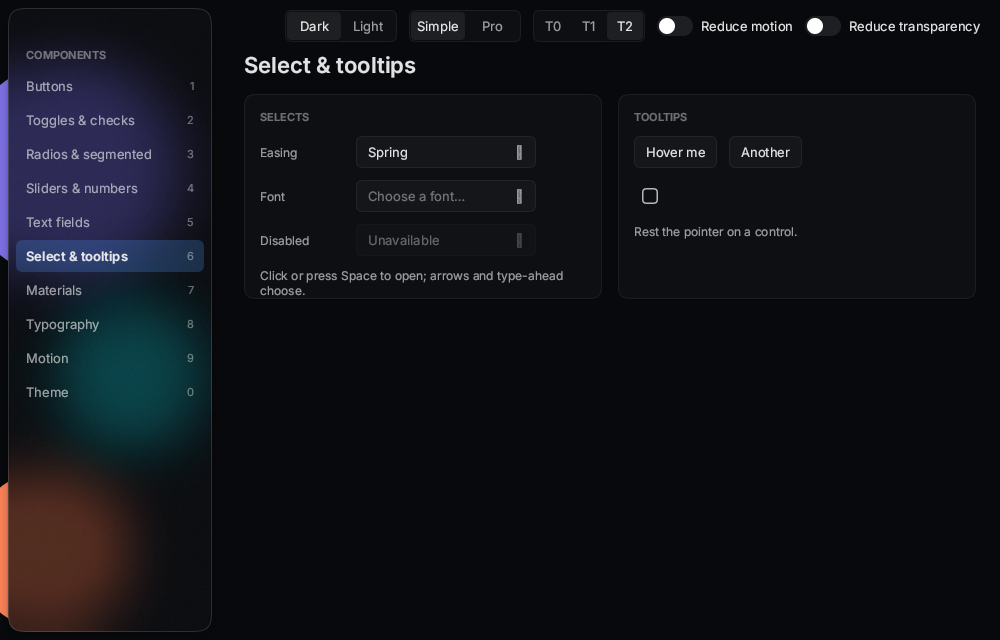 Dark
Light
Simple
Pro
T0
T1
T2
Reduce motion
Reduce transparency
COMPONENTS
Buttons 1
Toggles & checks 2
Radios & segmented 3
Sliders & numbers 4
Text fields 5
Select & tooltips 6
Materials 7
Typography 8
Motion 9
Theme 0
Select & tooltips
SELECTS
Easing
Spring
Font
Choose a font...
Disabled
Unavailable
Click or press Space to open; arrows and type-ahead
choose.
TOOLTIPS
Hover me
Another
Rest the pointer on a control.